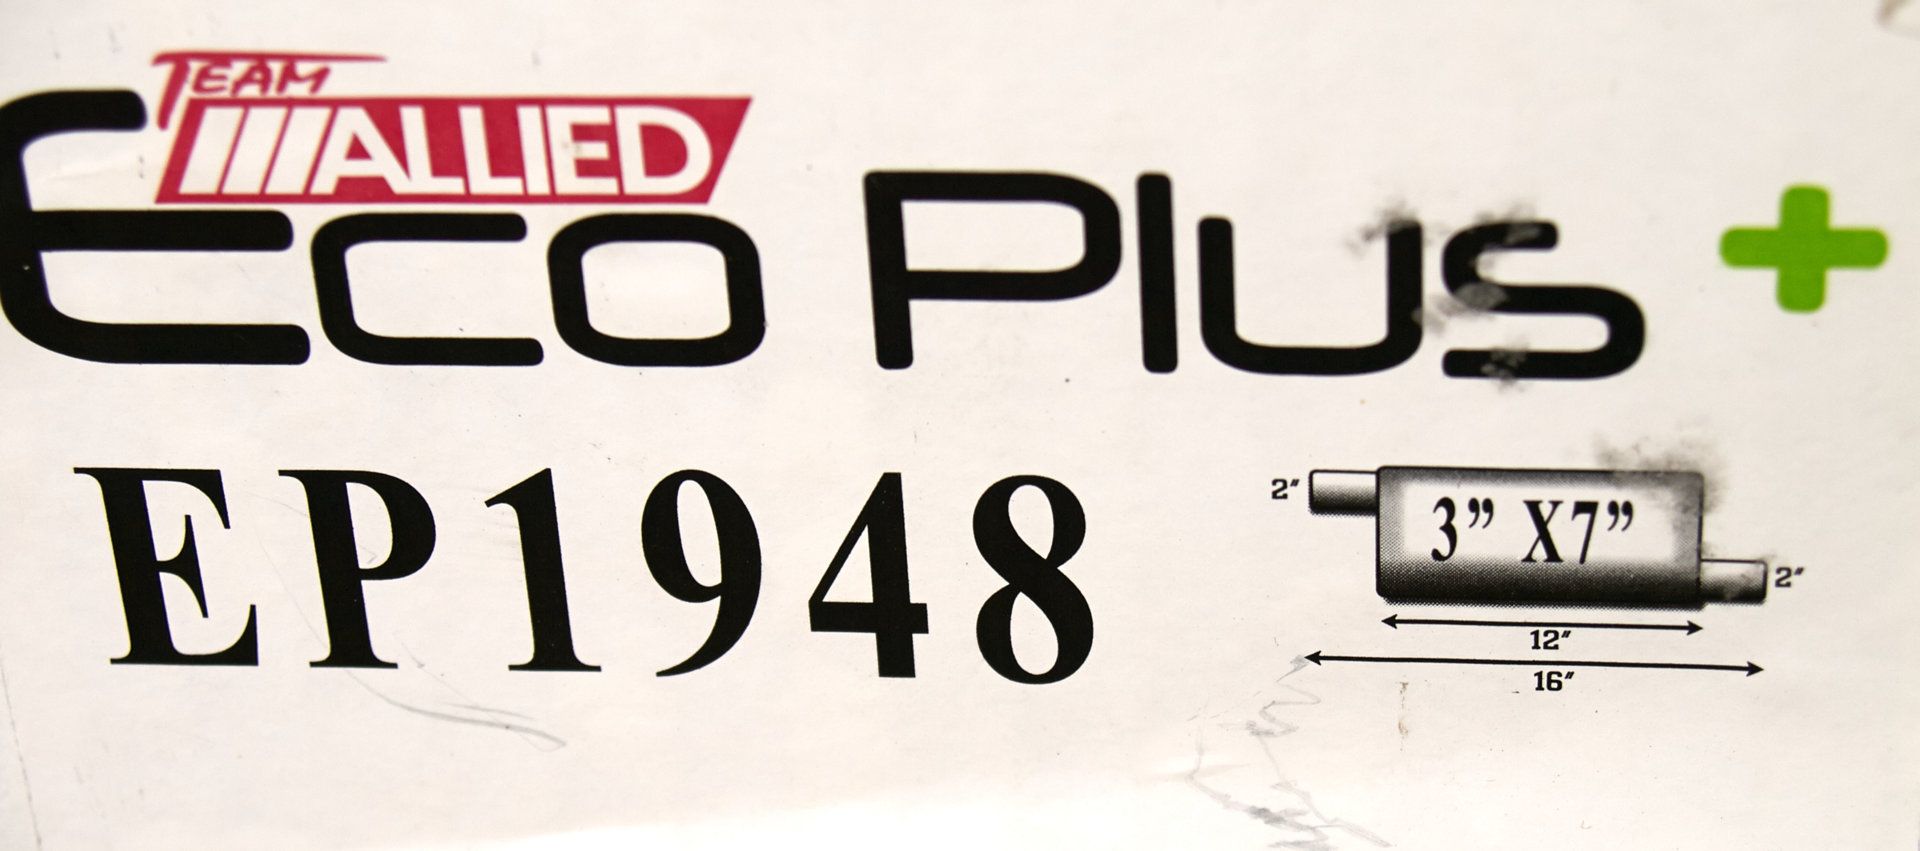 TEAM
ALLIED
Eco Plus +
EP1948
2″
3” X7”
2″
12″
16″